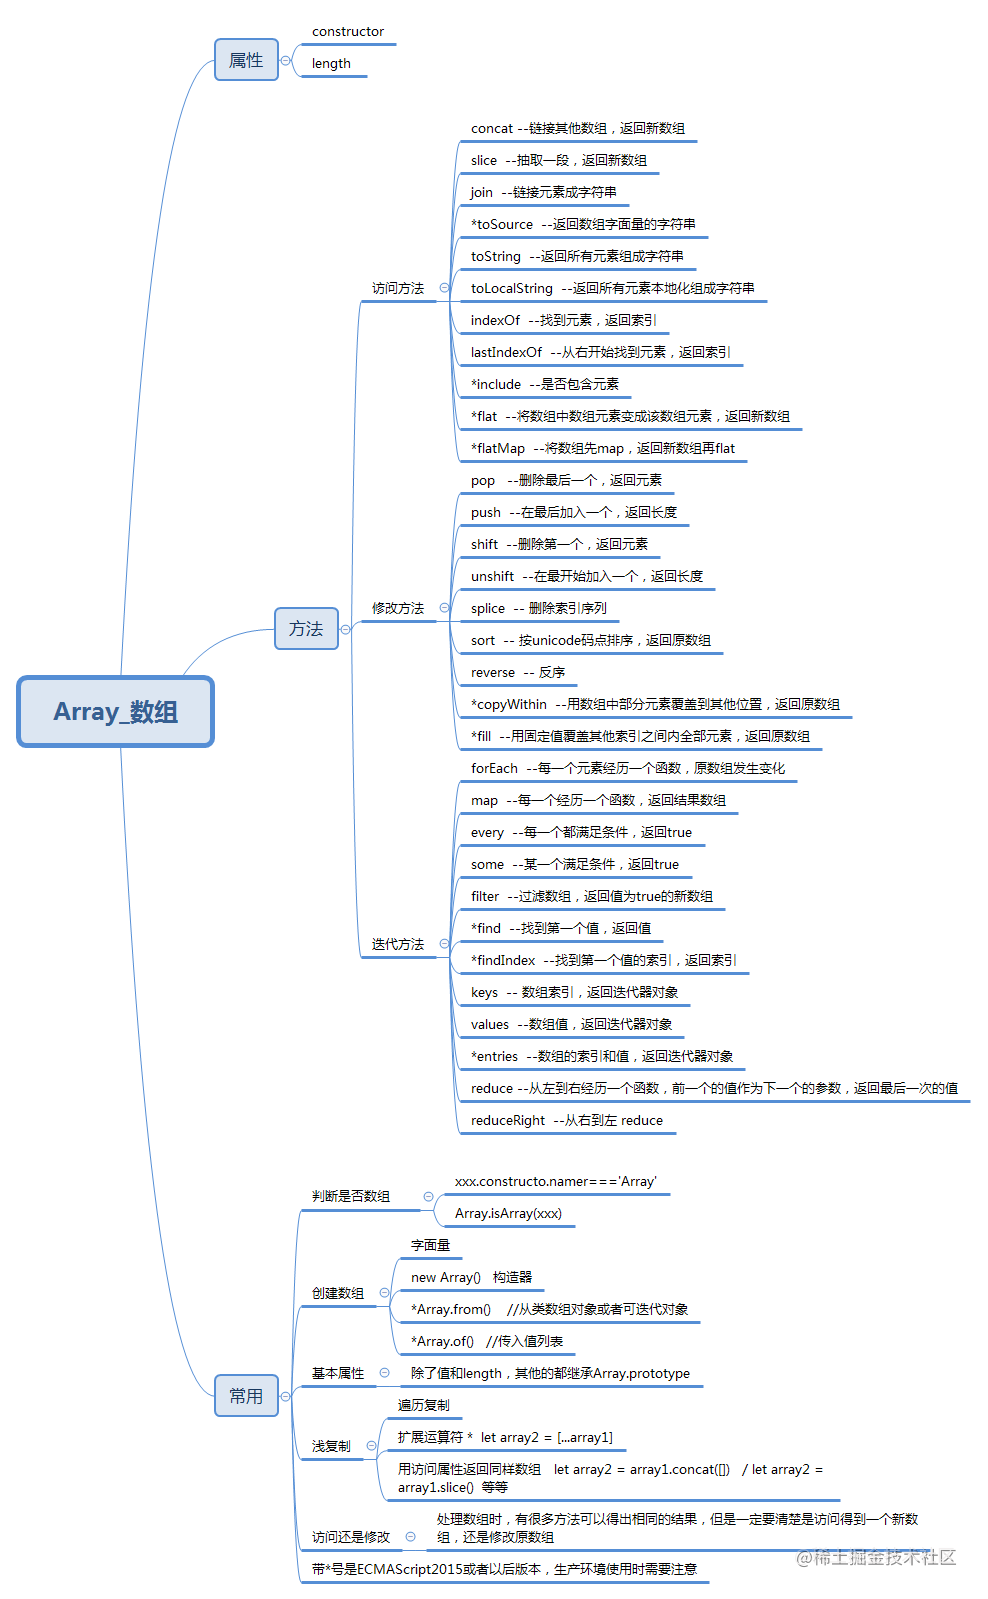 Array_数组
属性
constructor
length
方法
访问方法
concat --链接其他数组，返回新数组
slice --抽取一段，返回新数组
join --链接元素成字符串
*toSource --返回数组字面量的字符串
toString --返回所有元素组成字符串
toLocalString --返回所有元素本地化组成字符串
indexOf --找到元素，返回索引
lastIndexOf --从右开始找到元素，返回索引
*include --是否包含元素
*flat --将数组中数组元素变成该数组元素，返回新数组
*flatMap --将数组先map，返回新数组再flat
修改方法
pop --删除最后一个，返回元素
push --在最后加入一个，返回长度
shift --删除第一个，返回元素
unshift --在最开始加入一个，返回长度
splice -- 删除索引序列
sort -- 按unicode码点排序，返回原数组
reverse -- 反序
*copyWithin --用数组中部分元素覆盖到其他位置，返回原数组
*fill --用固定值覆盖其他索引之间内全部元素，返回原数组
迭代方法
forEach --每一个元素经历一个函数，原数组发生变化
map --每一个经历一个函数，返回结果数组
every --每一个都满足条件，返回true
some --某一个满足条件，返回true
filter --过滤数组，返回值为true的新数组
*find --找到第一个值，返回值
*findIndex --找到第一个值的索引，返回索引
keys -- 数组索引，返回迭代器对象
values --数组值，返回迭代器对象
*entries --数组的索引和值，返回迭代器对象
reduce --从左到右经历一个函数，前一个的值作为下一个的参数，返回最后一次的值
reduceRight --从右到左 reduce
常用
判断是否数组
xxx.constructo.namer==='Array'
Array.isArray(xxx)
创建数组
字面量
new Array() 构造器
*Array.from() //从类数组对象或者可迭代对象
*Array.of() //传入值列表
基本属性
除了值和length，其他的都继承Array.prototype
浅复制
遍历复制
扩展运算符 * let array2 = [...array1]
用访问属性返回同样数组 let array2 = array1.concat([]) / let array2 =
array1.slice() 等等
访问还是修改
处理数组时，有很多方法可以得出相同的结果，但是一定要清楚是访问得到一个新数
组，还是修改原数组
带*号是ECMAScript2015或者以后版本，生产环境使用时需要注意
@稀土掘金技术社区